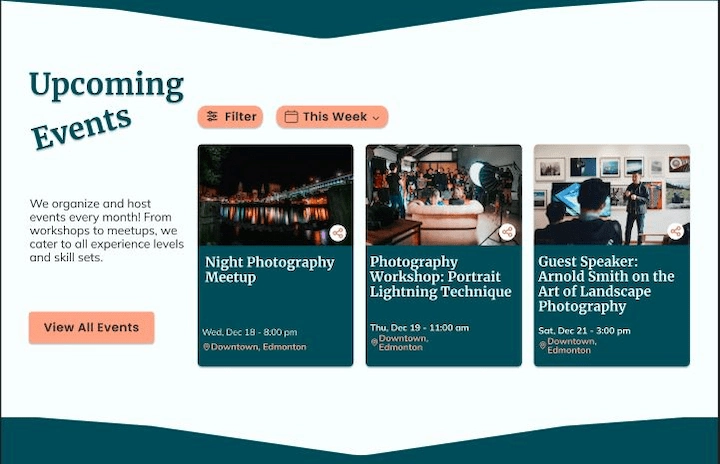 Upcoming
Events
We organize and host
events every month! From
workshops to meetups, we
cater to all experience levels
and skill sets.
View All Events
Filter
This Week
Night Photography
Meetup
Wed, Dec 18 - 8:00 pm
Downtown, Edmonton
Photography
Workshop: Portrait
Lightning Technique
Thu, Dec 19 - 11:00 am
Downtown,
Edmonton
Guest Speaker:
Arnold Smith on the
Art of Landscape
Photography
Sat, Dec 21 - 3:00 pm
Downtown,
Edmonton